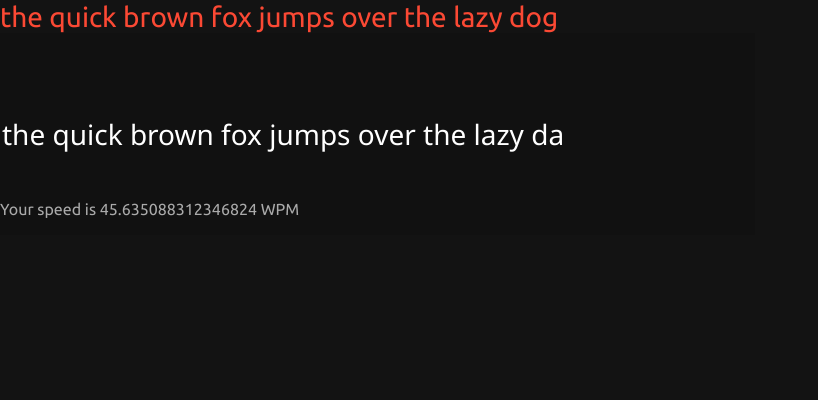 the quick brown fox jumps over the lazy dog
the quick brown fox jumps over the lazy da
Your speed is 45.635088312346824 WPM